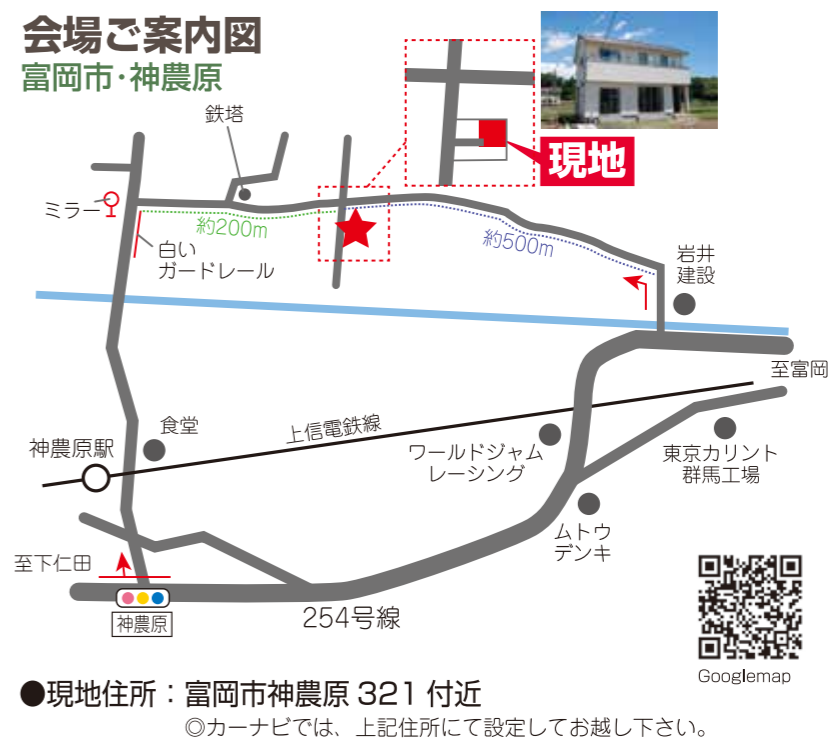 会場ご案内図
富岡市・神農原
鉄塔
現地
ミラー
約200m
約500m
白い
ガードレール
岩井
建設
至富岡
上信電鉄線
食堂
神農原駅
ワールドジャム
レーシング
東京カリント
群馬工場
ムトウ
デンキ
至下仁田
神農原
254号線
Googlemap
●現地住所：富岡市神農原 321 付近
◎カーナビでは、上記住所にて設定してお越し下さい。